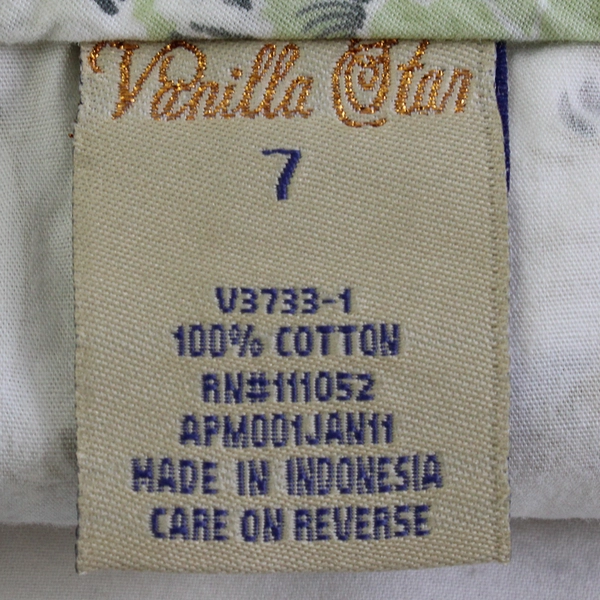 Vanilla Star
7
V3733-1
100% COTTON
RN#111052
APM001JAN11
MADE IN INDONESIA
CARE ON REVERSE